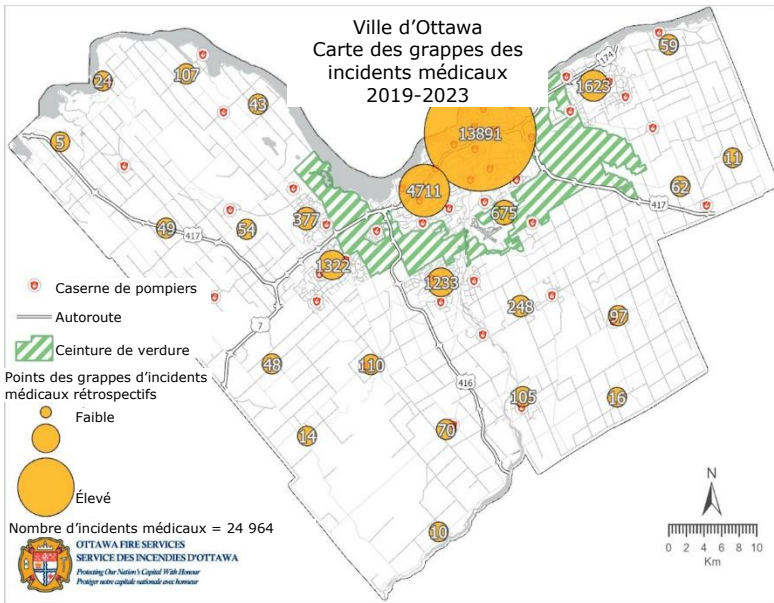 Ville d’Ottawa
Carte des grappes des
incidents médicaux
2019-2023
59
174
1623
24
107
43
13891
5
11
4711
62
675
417
377
49
417
54
1322
1233
248
97
7
48
110
416
105
16
14
70
10
Caserne de pompiers
Autoroute
Ceinture de verdure
Points des grappes d’incidents
médicaux rétrospectifs
Faible
Élevé
Nombre d’incidents médicaux = 24 964
OTTAWA FIRE SERVICES
SERVICE DES INCENDIES D'OTTAWA
Protecting Our Nation's Capital With Honour
Protéger notre capitale nationale avec honneur
N
0 2 4 6 8 10
Km